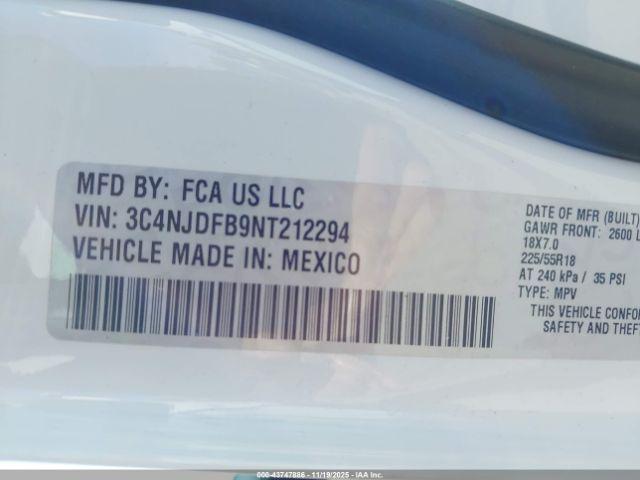 MFD BY: FCA US LLC
VIN: 3C4NJDFB9NT212294
VEHICLE MADE IN: MEXICO
DATE OF MFR (BUILT)
GAWR FRONT: 2600 L
18X7.0
225/55R18
AT 240 kPa / 35 PSI
TYPE: MPV
THIS VEHICLE CONFO
SAFETY AND THEFT
000-43747886 - 11/19/2025 - IAA Inc.